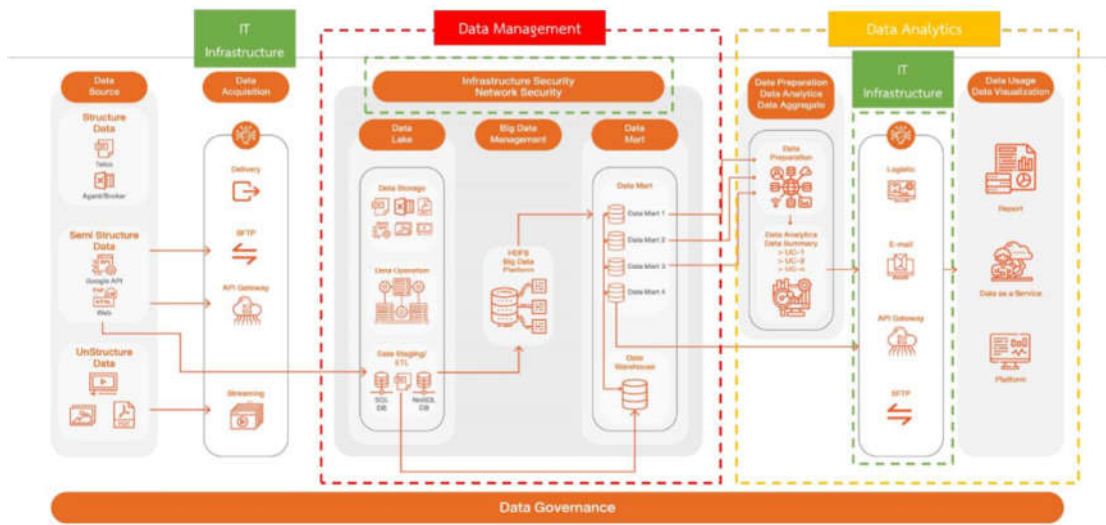 IT
Infrastructure
Data Management
Data Analytics
Data
Source
Data
Acquisition
Infrastructure Security
Network Security
Data Preparation
Data Analytics
Data Aggregate
IT
Infrastructure
Data Usage
Data Visualization
Structure
Data
Telco
Agent/Broker
Semi Structure
Data
Google API
PHP
HTML
Web
UnStructure
Data
PDF
Delivery
SFTP
API Gateway
Streaming
Data
Lake
Big Data
Management
Data
Mart
Data Storage
Data Operation
Data Staging/
ETL
SQL
DB
NoSQL
DB
HDFS
Big Data
Platform
Data Mart
Data Mart 1
Data Mart 2
Data Mart 3
Data Mart 4
Data
Warehouse
Data
Preparation
Data Analytics
Data Summary
> UC-1
> UC-2
> UC-n
Logistic
E-mail
API Gateway
SFTP
Report
Data as a Service
Platform
Data Governance